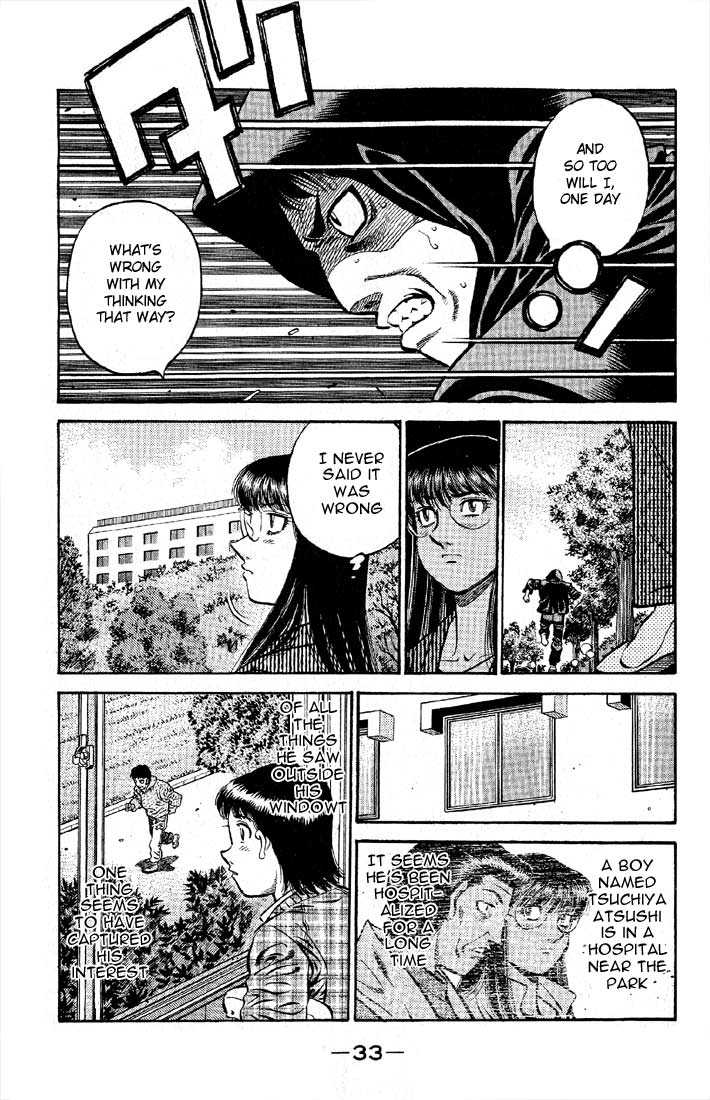 AND
SO TOO
WILL I,
ONE DAY
ダ
WHAT'S
WRONG
WITH MY
THINKING
THAT WAY?
I NEVER
SAID IT
WAS
WRONG
A BOY
NAMED
TSUCHIYA
ATSUSHI
IS IN A
HOSPITAL
NEAR THE
PARK
IT SEEMS
HE'S BEEN
HOSPIT-
ALIZED
FOR A
LONG
TIME
OF ALL
THE
THINGS
HE SAW
OUTSIDE
HIS
WINDOWT
ONE
THING
SEEMS
TO HAVE
CAPTURED
HIS
INTEREST
—33—